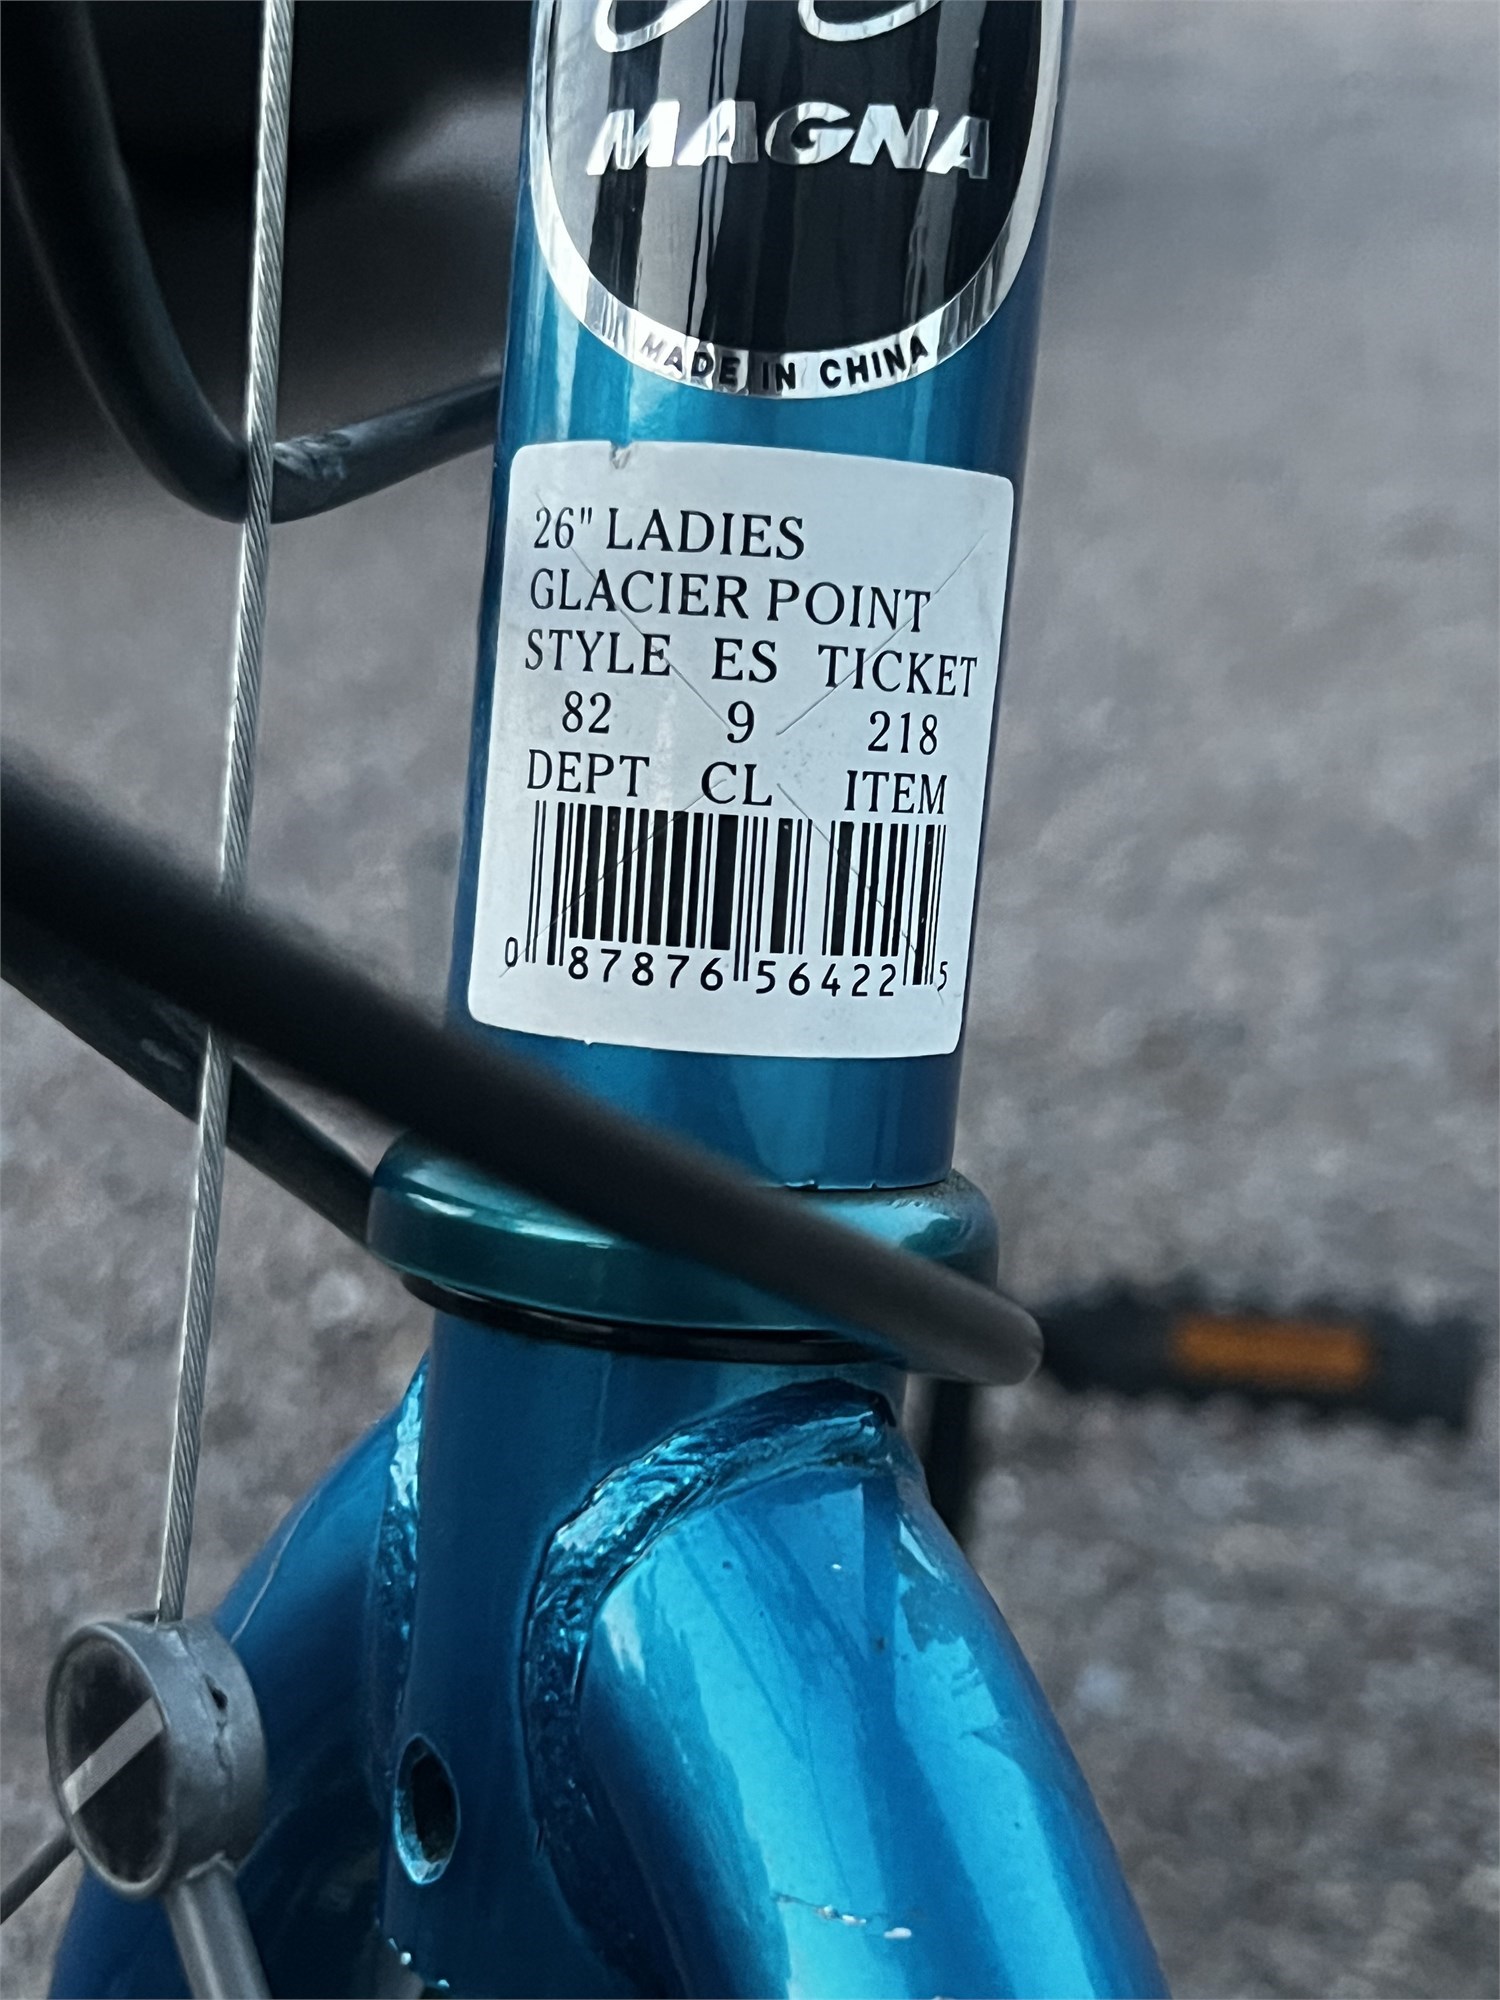 MAGNA
MADE IN CHINA
26" LADIES
GLACIER POINT
STYLE ES TICKET
82 9 218
DEPT CL ITEM
0 87876 56422 5